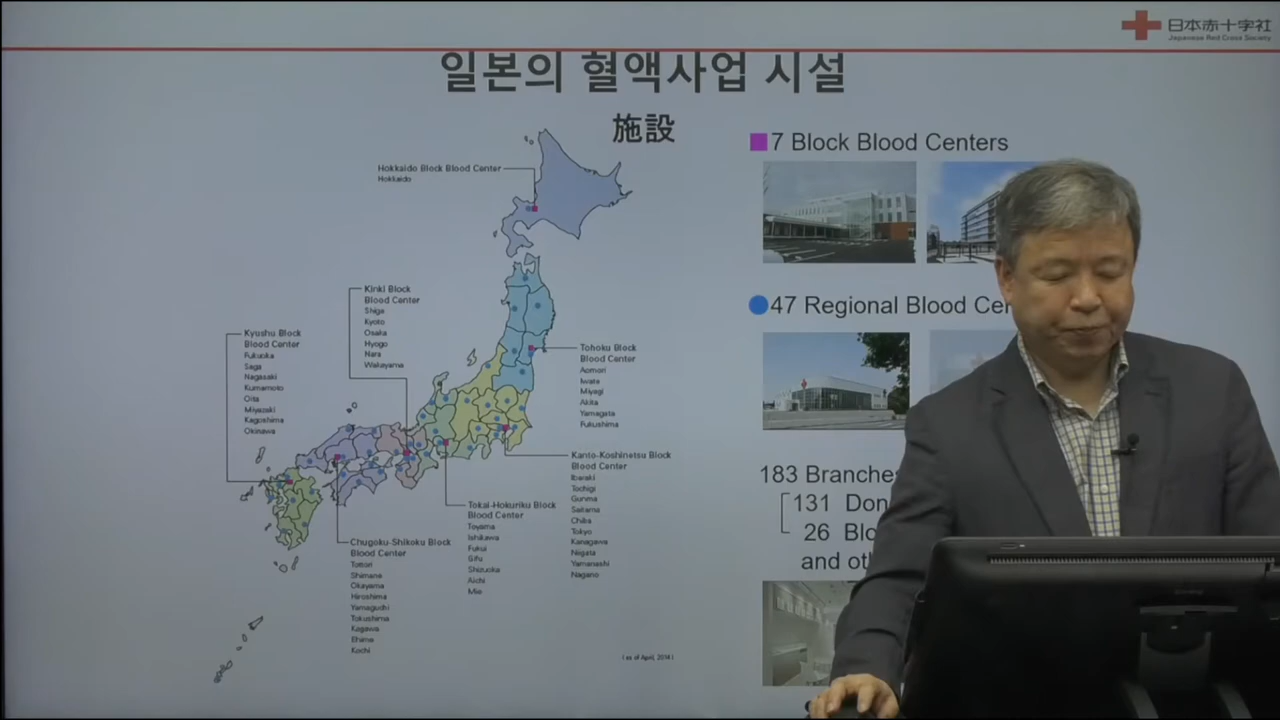 日本赤十字社
Japanese Red Cross Society
일본의 혈액사업 시설
施設
Hokkaido Block Blood Center
Hokkaido
Kinki Block
Blood Center
Shiga
Kyoto
Osaka
Hyogo
Nara
Wakayama
Kyushu Block
Blood Center
Fukuoka
Saga
Nagasaki
Kumamoto
Oita
Miyazaki
Kagoshima
Okinawa
Tohoku Block
Blood Center
Aomori
Iwate
Miyagi
Akita
Yamagata
Fukushima
Kanto-Koshinetsu Block
Blood Center
Ibaraki
Tochigi
Gunma
Saitama
Chiba
Tokyo
Kanagawa
Niigata
Yamanashi
Nagano
Tokai-Hokuriku Block
Blood Center
Toyama
Ishikawa
Fukui
Gifu
Shizuoka
Aichi
Mie
Chugoku-Shikoku Block
Blood Center
Tottori
Shimane
Okayama
Hiroshima
Yamaguchi
Tokushima
Kagawa
Ehime
Kochi
( as of April, 2014 )
7 Block Blood Centers
47 Regional Blood Cer
183 Branche
131 Don
26 Blo
and ot